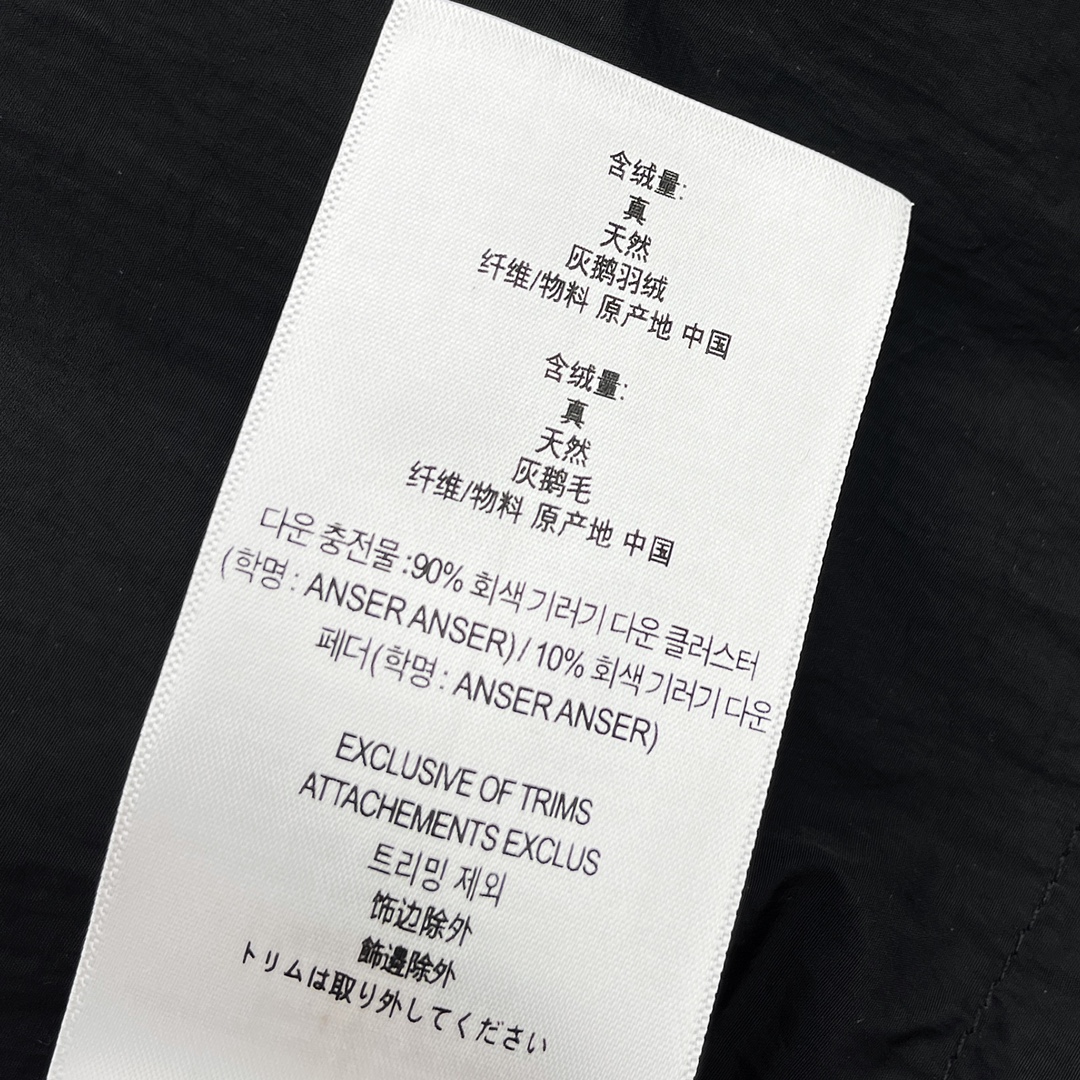 含绒量:
真
天然
灰鹅羽绒
纤维/物料 原产地 中国
含绒量:
真
天然
灰鹅毛
纤维/物料 原产地 中国
다운 충전물 :90% 회색 기러기 다운 클러스터
(학명 : ANSER ANSER) / 10% 회색 기러기 다운
페더(학명 : ANSER ANSER)
EXCLUSIVE OF TRIMS
ATTACHEMENTS EXCLUS
트리밍 제외
饰边除外
飾邊除外
トリムは取り外してください